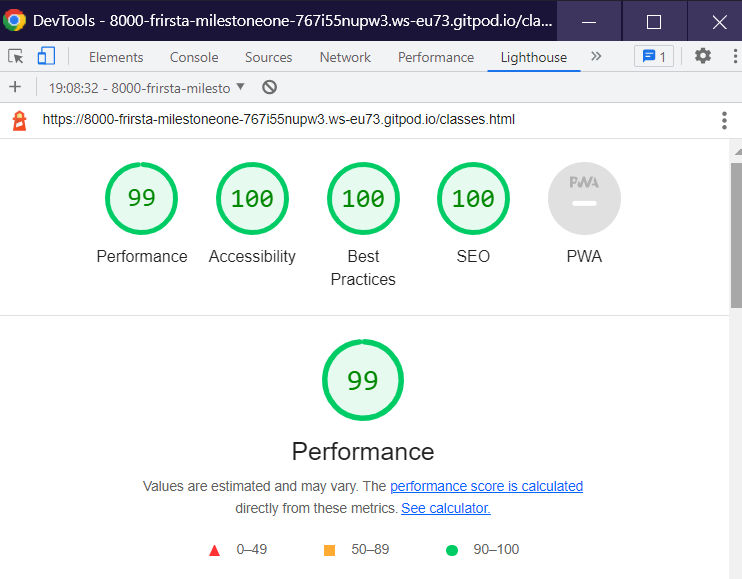 DevTools - 8000-frirsta-milestoneone-767i55nupw3.ws-eu73.gitpod.io/cla...
Elements Console Sources Network Performance Lighthouse 1
19:08:32 - 8000-frirsta-milesto
https://8000-frirsta-milestoneone-767i55nupw3.ws-eu73.gitpod.io/classes.html
99 100 100 100 PWA
Performance Accessibility Best Practices SEO PWA
99
Performance
Values are estimated and may vary. The performance score is calculated
directly from these metrics. See calculator.
0–49 50–89 90–100